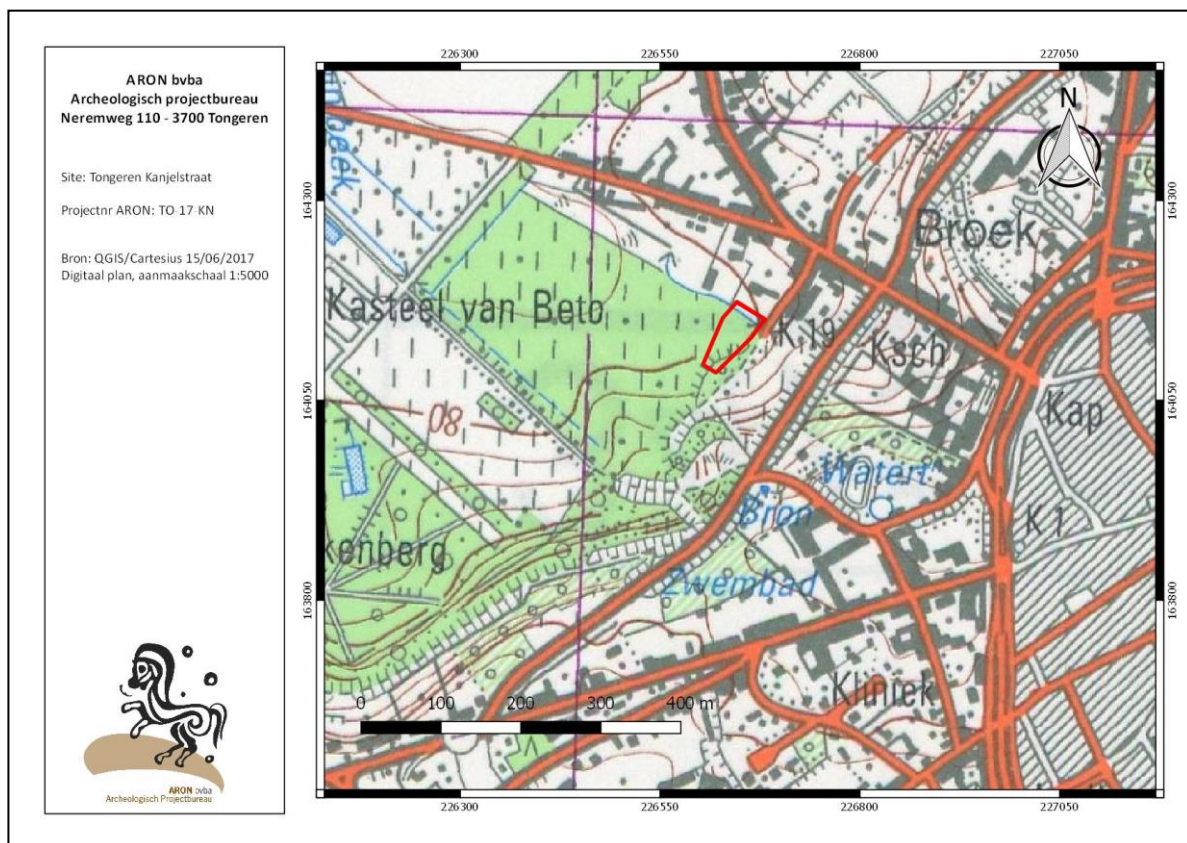 ARON bvba
Archeologisch projectbureau
Neremweg 110 - 3700 Tongeren
Site: Tongeren Kanjelstraat
Projectnr ARON: TO-17-KN
Bron: QGIS/Cartesius 15/06/2017
Digitaal plan, aanmaakschaal 1:5000
ARON bvba
Archeologisch Projectbureau
226300
226550
226800
227050
164300
164050
163800
164300
164050
163800
226300
226550
226800
227050
N
Broek
Kasteel van Beto
K.19
Ksch
Kap
80
Watert
Bron
K 1
kenberg
Zwembad
Kliniek
0 100 200 300 400 m